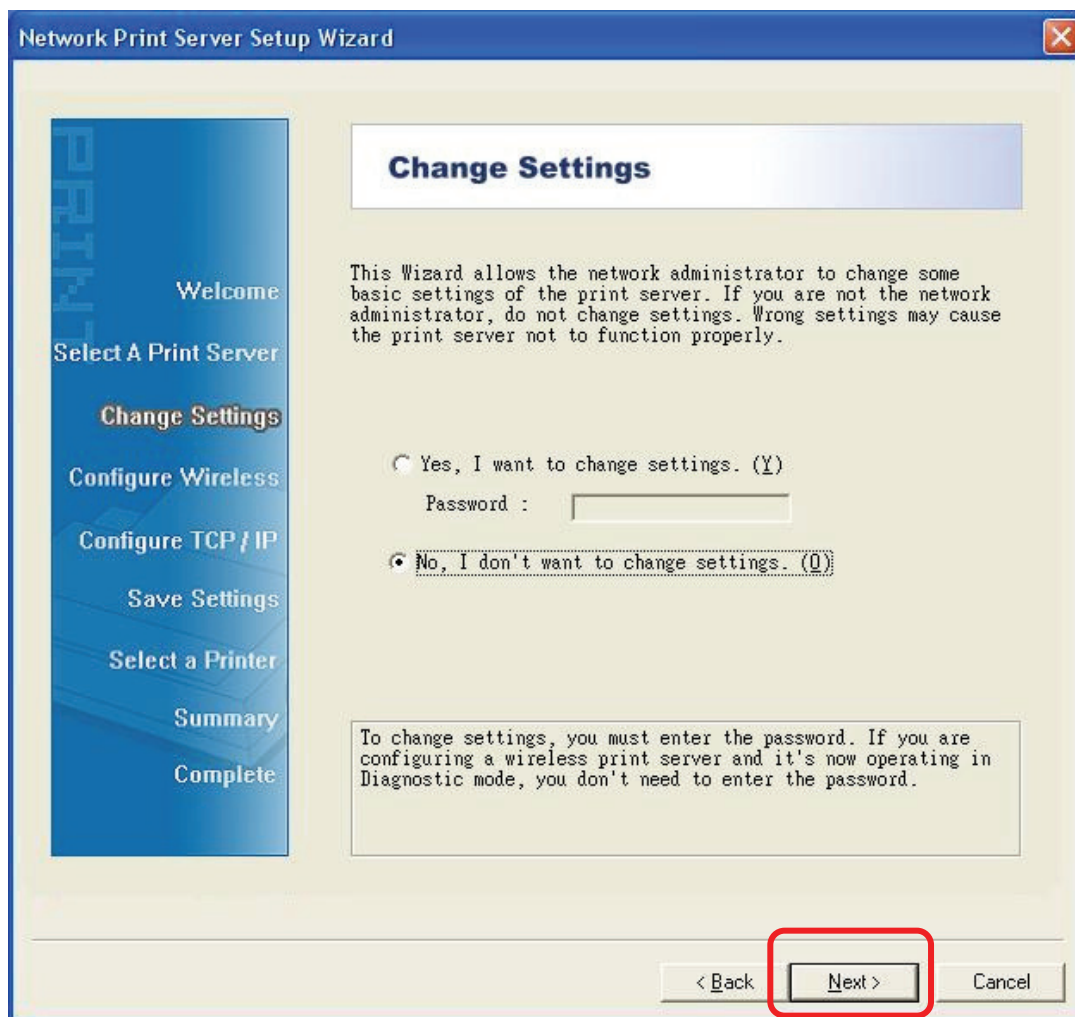 Network Print Server Setup Wizard
PRINT
Welcome
Select A Print Server
Change Settings
Configure Wireless
Configure TCP / IP
Save Settings
Select a Printer
Summary
Complete
Change Settings
This Wizard allows the network administrator to change some
basic settings of the print server. If you are not the network
administrator, do not change settings. Wrong settings may cause
the print server not to function properly.
Yes, I want to change settings. (Y)
Password :
No, I don't want to change settings. (O)
To change settings, you must enter the password. If you are
configuring a wireless print server and it's now operating in
Diagnostic mode, you don't need to enter the password.
< Back
Next >
Cancel